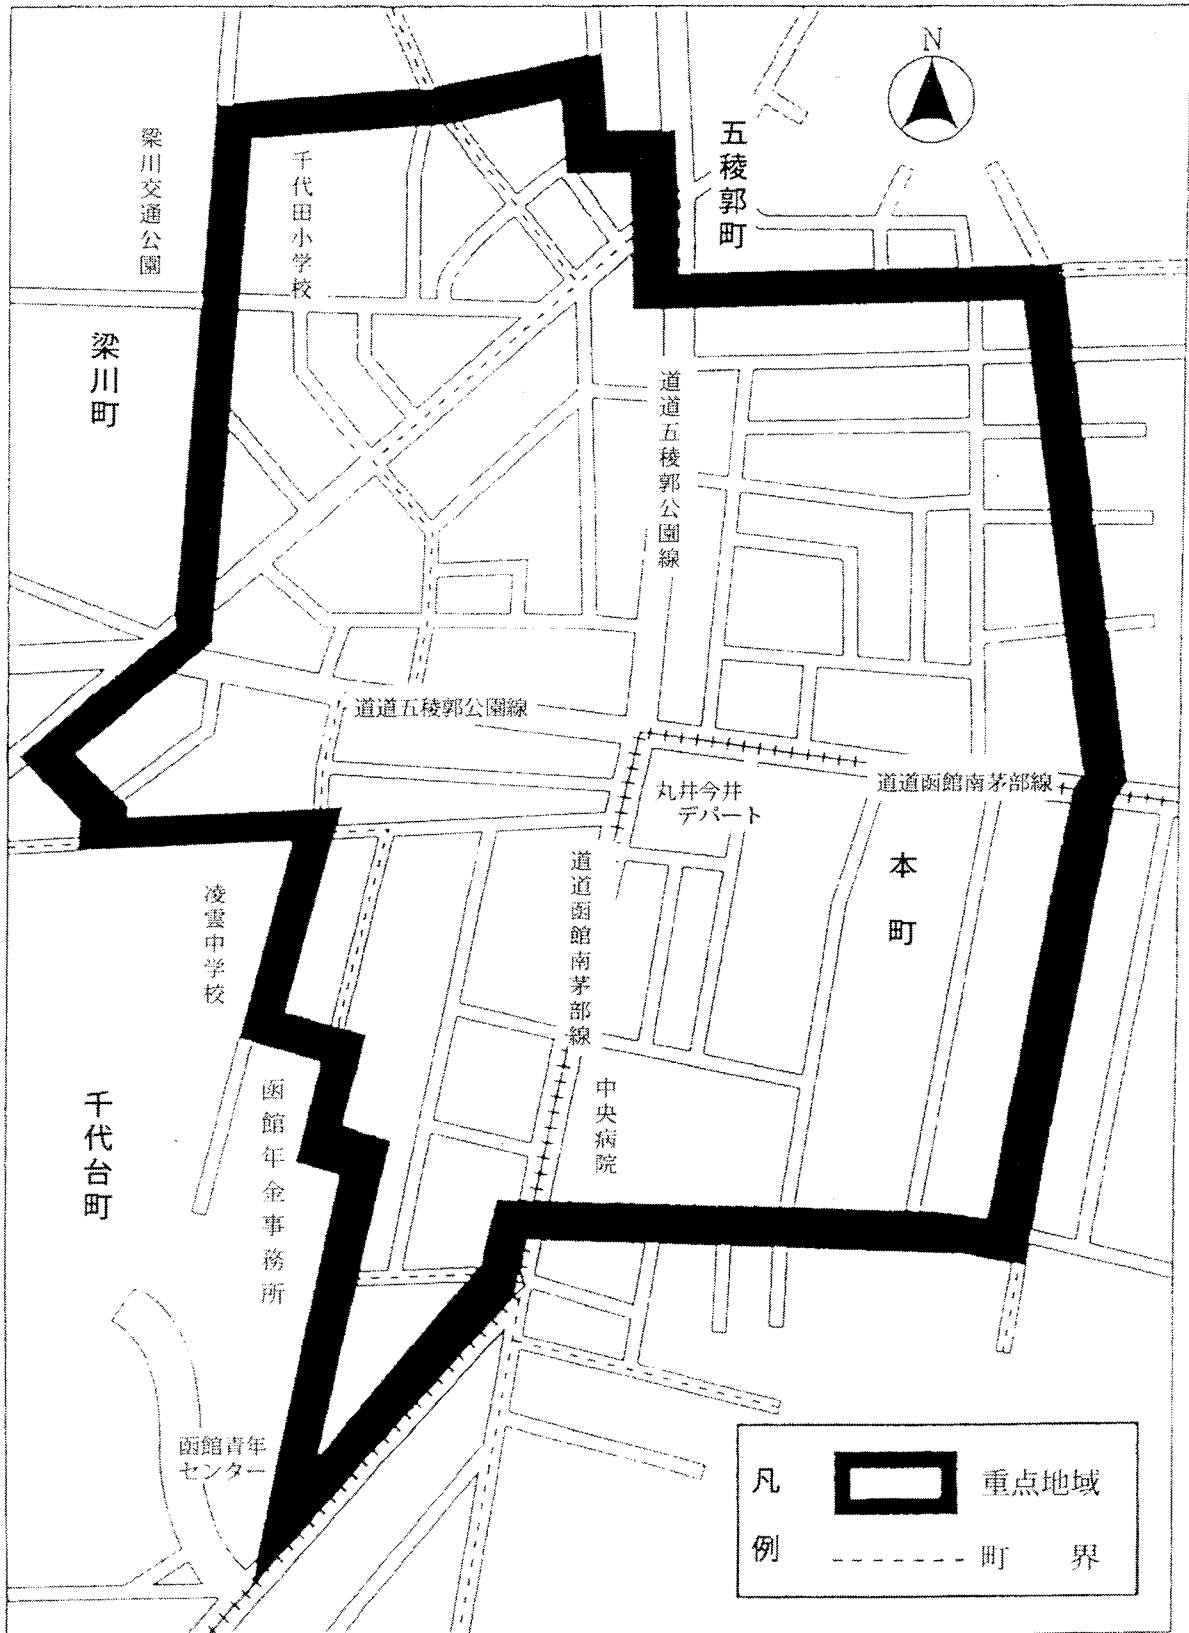 N
五稜郭町
梁川交通公園
千代田小学校
梁川町
道道五稜郭公園線
道道五稜郭公園線
道道函館南茅部線
丸井今井
デパート
本町
道道函館南茅部線
凌雲中学校
中央病院
函館年金事務所
千代台町
函館青年
センター
凡例
重点地域
町界